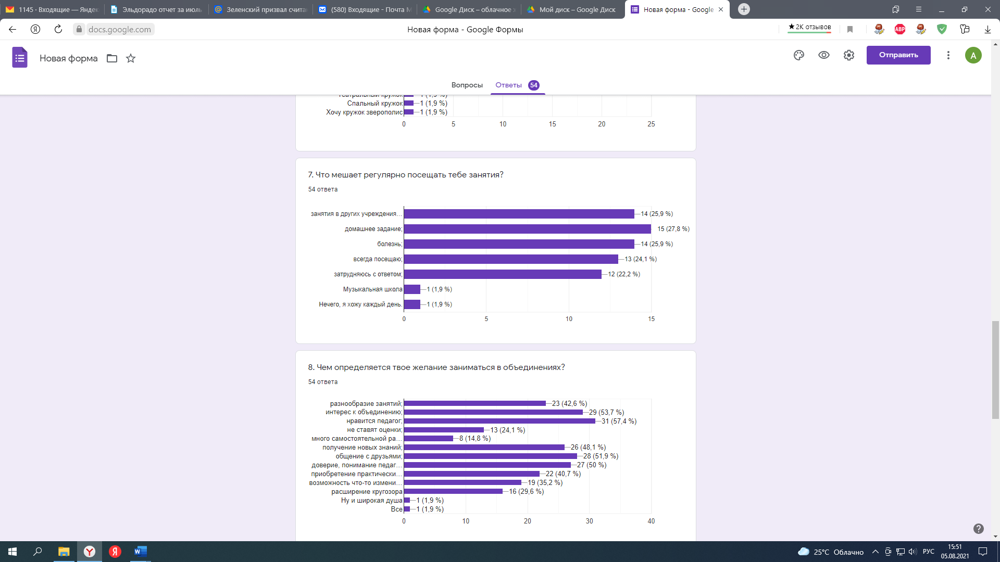 1145 · Входящие — Яндек
Эльдорадо отчет за июль
Зеленский призвал считат
(580) Входящие - Почта М
Google Диск – облачное х
Мой диск – Google Диск
Новая форма - Google
docs.google.com
Новая форма - Google Формы
★2К отзывов
ABP
Новая форма
Отправить
A
Вопросы
Ответы 54
Театральный кружок 1 (1,9 %)
Спальный кружок 1 (1,9 %)
Хочу кружок зверополис 1 (1,9 %)
0 5 10 15 20 25
7. Что мешает регулярно посещать тебе занятия?
54 ответа
занятия в других учреждения... 14 (25,9 %)
домашнее задание; 15 (27,8 %)
болезнь; 14 (25,9 %)
всегда посещаю; 13 (24,1 %)
затрудняюсь с ответом; 12 (22,2 %)
Музыкальная школа 1 (1,9 %)
Нечего, я хожу каждый день. 1 (1,9 %)
0 5 10 15
8. Чем определяется твое желание заниматься в объединениях?
54 ответа
разнообразие занятий; 23 (42,6 %)
интерес к объединению; 29 (53,7 %)
нравится педагог; 31 (57,4 %)
не ставят оценки; 13 (24,1 %)
много самостоятельной ра... 8 (14,8 %)
получение новых знаний; 26 (48,1 %)
общение с друзьями; 28 (51,9 %)
доверие, понимание педаг... 27 (50 %)
приобретение практически... 22 (40,7 %)
возможность что-то измени... 19 (35,2 %)
расширение кругозора 16 (29,6 %)
Ну и широкая душа 1 (1,9 %)
Все 1 (1,9 %)
0 10 20 30 40
25°C Облачно
РУС
15:51
05.08.2021